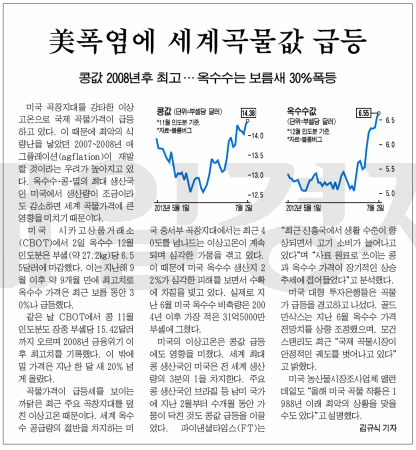 美폭염에 세계곡물값 급등
콩값 2008년후 최고… 옥수수는 보름새 30%폭등
미국 곡창지대를 강타한 이상
고온으로 국제 곡물가격이 급등
하고 있다. 이 때문에 최악의 식
량난을 낳았던 2007~2008년 애
그플레이션(agflation)이 재발
할 것이라는 우려가 높아지고 있
다. 옥수수·콩·밀의 최대 생산국
인 미국에서 생산량이 조금이라
도 감소하면 세계 곡물가격에 큰
영향을 미치기 때문이다.
미국 시카고상품거래소
(CBOT)에서 2일 옥수수 12월
인도분은 부셸(약 27.2㎏)당 6.5
5달러에 마감했다. 이는 지난해 9
월 이후 약 9개월 만에 최고치로
옥수수 가격은 최근 보름 동안 3
0%나 급등했다.
같은 날 CBOT에서 콩 11월
인도분도 장중 부셸당 15.42달러
까지 오르며 2008년 금융위기 이
후 최고치를 기록했다. 이 밖에
밀 가격은 지난 한 달 새 20% 넘
게 올랐다.
곡물가격이 급등세를 보이는
까닭은 최근 주요 곡창지대를 덮
친 이상고온 때문이다. 세계 옥수
수 공급량의 절반을 차지하는 미
콩값 (단위·부셸당 달러)
*11월 인도분 기준.
*자료=블룸버그
14.38
14.0
13.5
13.0
12.5
2012년 5월 1일
7월 2일
옥수수값 (단위·부셸당 달러)
*12월 인도분 기준.
*자료=블룸버그
6.55
6.5
6.0
5.5
5.0
2012년 5월 1일
7월 2일
국 중서부 곡창지대에서는 최근 4
0도를 넘나드는 이상고온이 계속
되며 심각한 가뭄을 겪고 있다.
이 때문에 미국 옥수수 생산지 2
2%가 심각한 피해를 보면서 수확
에 차질을 빚고 있다. 실제로 지
난 6월 미국 옥수수 비축량은 200
4년 이후 가장 적은 31억5000만
부셸에 그쳤다.
미국의 이상고온은 콩값 급등
에도 영향을 미쳤다. 세계 최대
콩 생산국인 미국은 전 세계 생산
량의 3분의 1을 차지한다. 주요
콩 생산국인 브라질 등 남미 국가
에 지난 2월부터 수개월 동안 가
뭄이 닥친 것도 콩값 급등을 이끌
었다. 파이낸셜타임스(FT)는
"최근 신흥국에서 생활 수준이 향
상되면서 고기 소비가 늘어나고
있다"며 "사료 원료로 쓰이는 콩
과 옥수수 가격이 장기적인 상승
추세에 접어들었다"고 분석했다.
미국 대형 투자은행들은 곡물
가 급등을 경고하고 나섰다. 골드
만삭스는 지난 6월 옥수수 가격
전망치를 상향 조정했으며, 모건
스탠리도 최근 "국제 곡물시장이
안정적인 궤도를 벗어나고 있다"
고 밝혔다.
미국 농산물시장조사업체 앨런
데일도 "올해 미국 곡물 작황은 1
988년 이래 최악의 상황을 맞을
수도 있다"고 설명했다.
김규식 기자